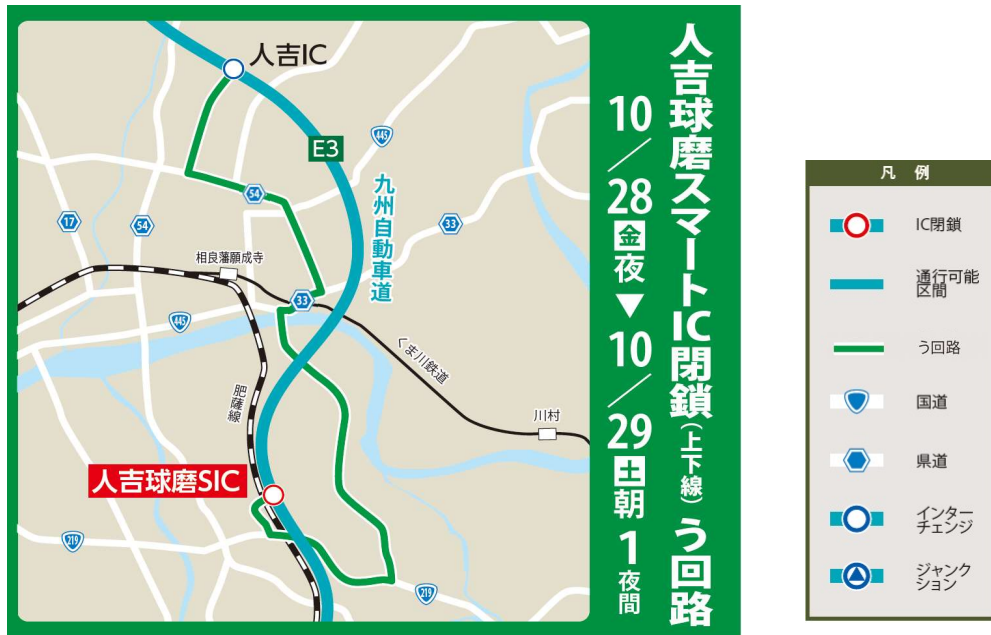 人吉球磨スマートIC閉鎖(上下線)う回路
10/28金夜▼10/29土朝1夜間
人吉IC
E3
445
九州自動車道
54
17
54
33
相良藩願成寺
33
445
くま川鉄道
肥薩線
川村
人吉球磨SIC
219
219
凡 例
IC閉鎖
通行可能
区間
う回路
国道
県道
インター
チェンジ
ジャンク
ション